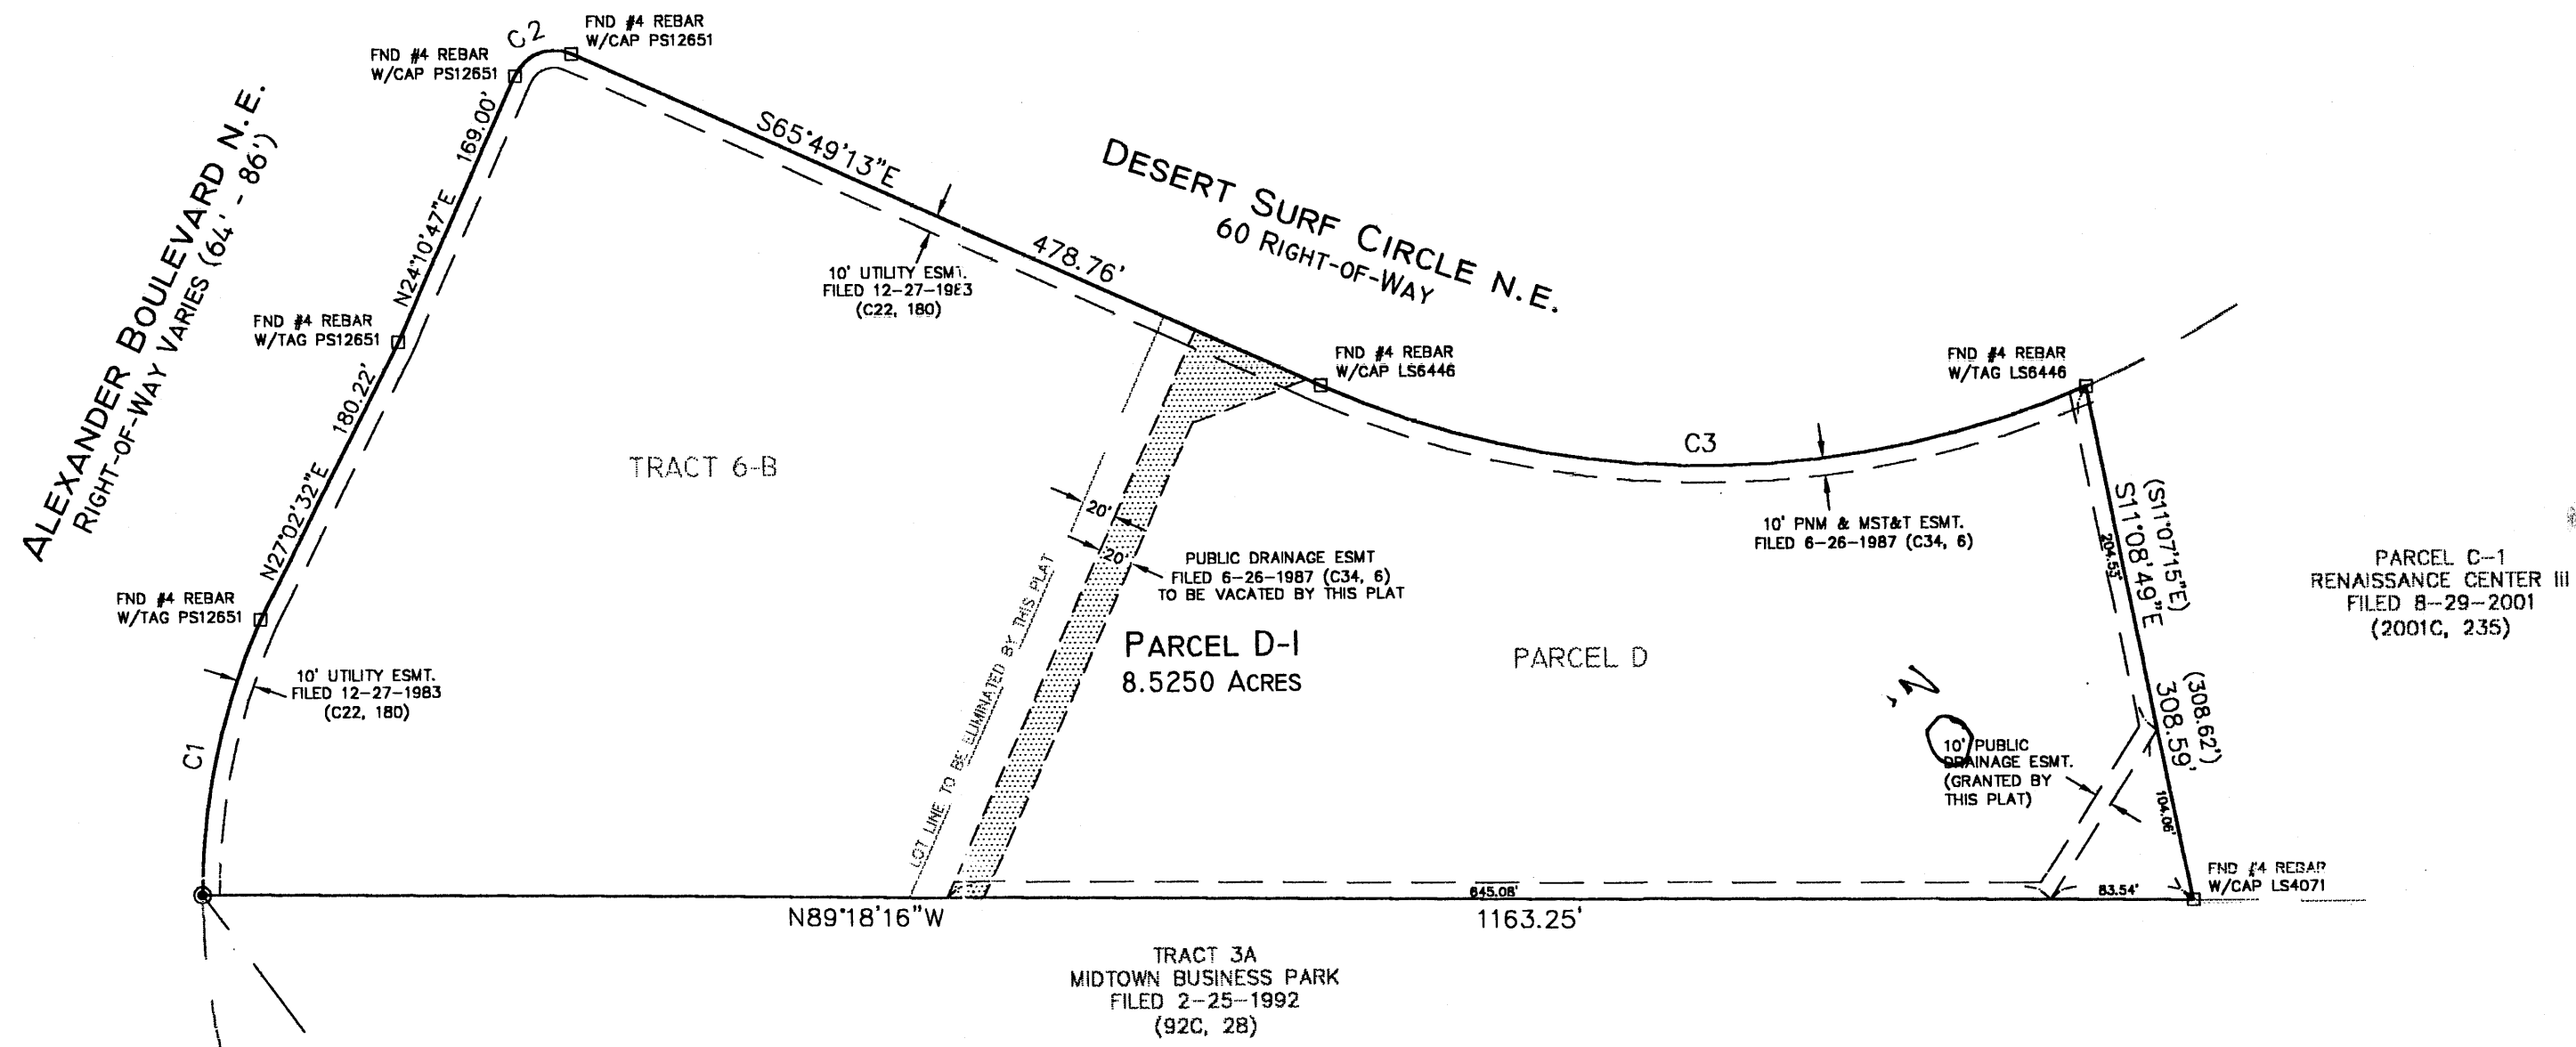 C2
FND #4 REBAR
W/CAP PS12651
FND #4 REBAR
W/CAP PS12651
ALEXANDER BOULEVARD N.E.
RIGHT-OF-WAY VARIES (64' - 86')
169.00'
N24°10'47"E
S65°49'13"E
478.76'
DESERT SURF CIRCLE N.E.
60 RIGHT-OF-WAY
10' UTILITY ESMT.
FILED 12-27-1983
(C22, 180)
FND #4 REBAR
W/TAG PS12651
180.22'
N27°02'32"E
FND #4 REBAR
W/CAP LS6446
FND #4 REBAR
W/TAG LS6446
C3
TRACT 6-B
20'
20'
10' PNM & MST&T ESMT.
FILED 6-26-1987 (C34, 6)
PUBLIC DRAINAGE ESMT
FILED 6-26-1987 (C34, 6)
TO BE VACATED BY THIS PLAT
(S11°07'15"E)
S11°08'49"E
204.53'
PARCEL C-1
RENAISSANCE CENTER III
FILED 8-29-2001
(2001C, 235)
FND #4 REBAR
W/TAG PS12651
LOT LINE TO BE ELIMINATED BY THIS PLAT
PARCEL D-1
8.5250 ACRES
PARCEL D
10' UTILITY ESMT.
FILED 12-27-1983
(C22, 180)
C1
(308.62')
308.59'
104.06'
10' PUBLIC
DRAINAGE ESMT.
(GRANTED BY
THIS PLAT)
FND #4 REBAR
W/CAP LS4071
645.08'
83.54'
N89°18'16"W
1163.25'
TRACT 3A
MIDTOWN BUSINESS PARK
FILED 2-25-1992
(92C, 28)